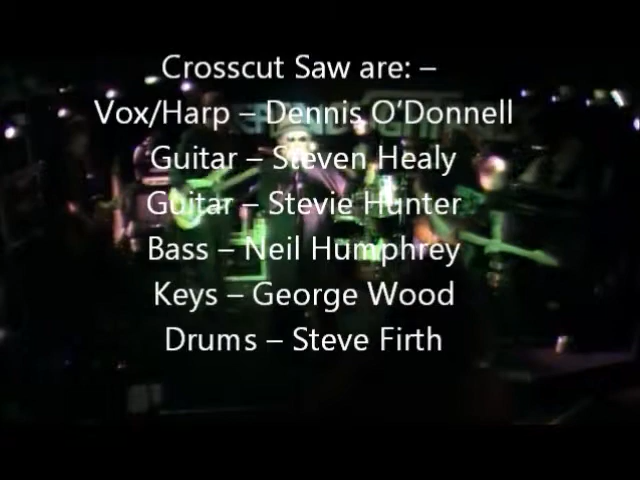 Crosscut Saw are: –
Vox/Harp – Dennis O’Donnell
Guitar – Steven Healy
Guitar – Stevie Hunter
Bass – Neil Humphrey
Keys – George Wood
Drums – Steve Firth